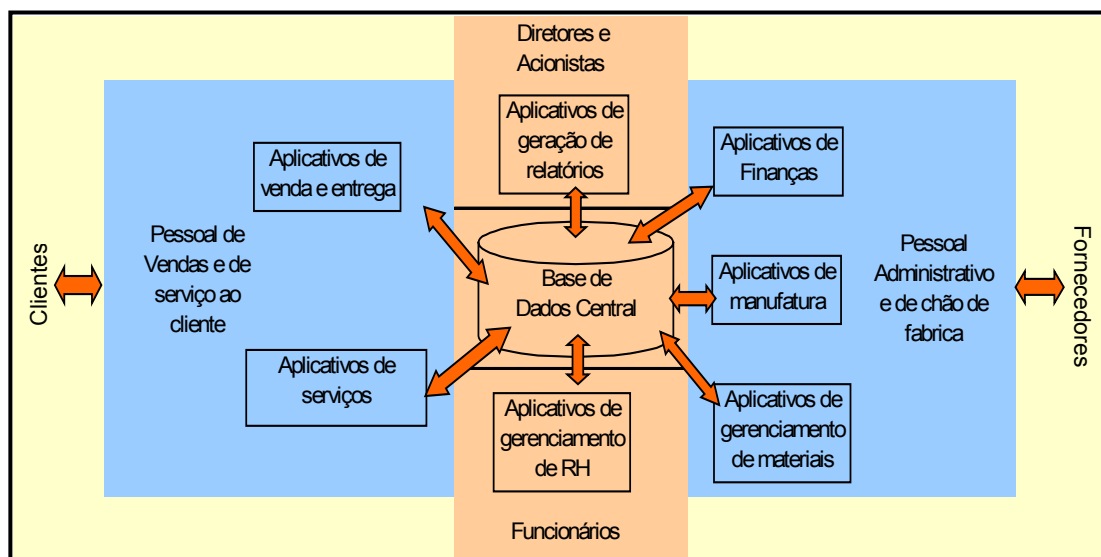 Diretores e
Acionistas
Aplicativos de
geração de
relatórios
Aplicativos de
venda e entrega
Aplicativos de
Finanças
Clientes
Pessoal de
Vendas e de
serviço ao
cliente
Base de
Dados Central
Aplicativos de
manufatura
Pessoal
Administrativo
e de chão de
fabrica
Fornecedores
Aplicativos de
serviços
Aplicativos de
gerenciamento
de RH
Aplicativos de
gerenciamento
de materiais
Funcionários